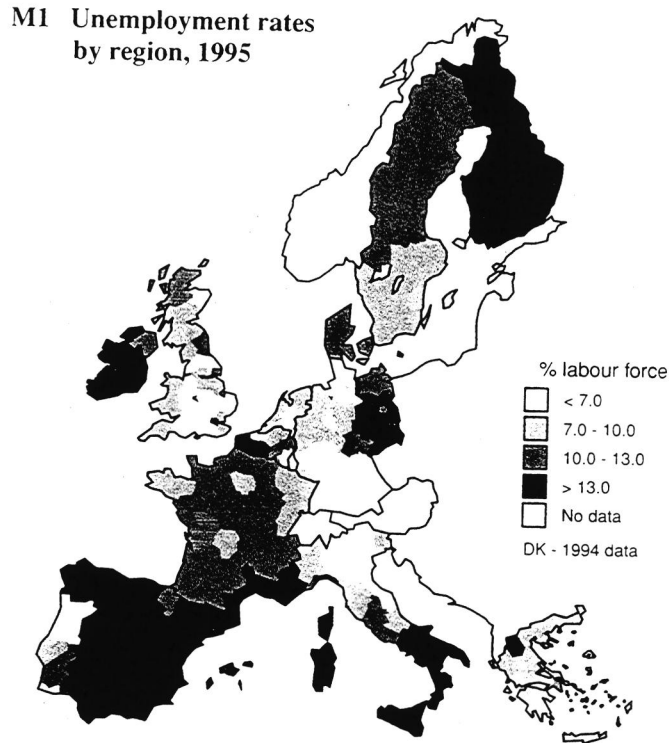 M1 Unemployment rates
by region, 1995
% labour force
< 7.0
7.0 - 10.0
10.0 - 13.0
> 13.0
No data
DK - 1994 data